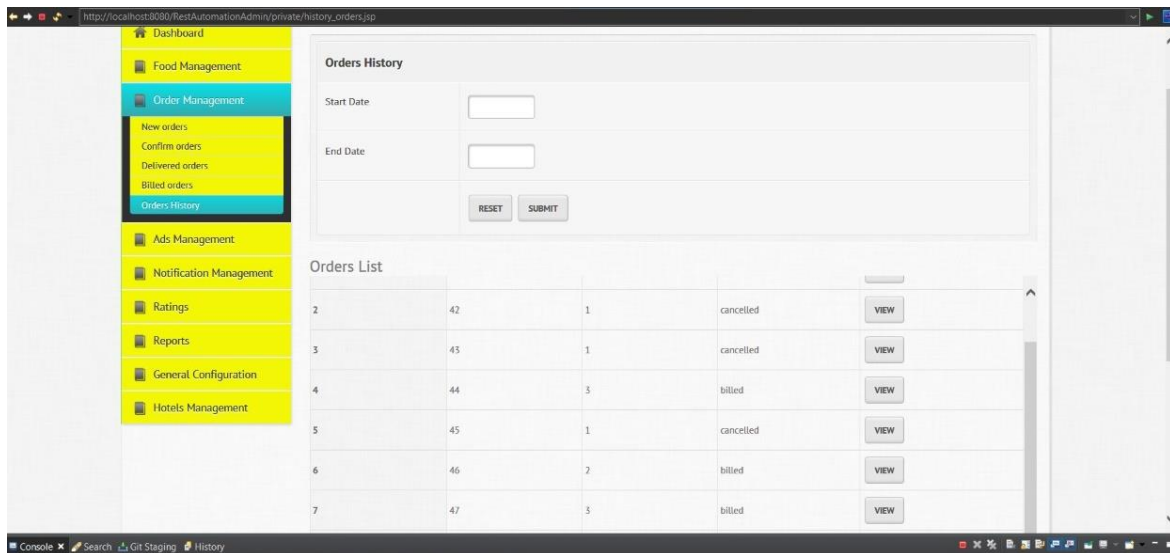 http://localhost:8080/RestAutomationAdmin/private/history_orders.jsp
Dashboard
Food Management
Order Management
New orders
Confirm orders
Delivered orders
Billed orders
Orders History
Ads Management
Notification Management
Ratings
Reports
General Configuration
Hotels Management
Orders History
Start Date
End Date
RESET SUBMIT
Orders List
2 42 1 cancelled VIEW
3 43 1 cancelled VIEW
4 44 3 billed VIEW
5 45 1 cancelled VIEW
6 46 2 billed VIEW
7 47 3 billed VIEW
Console Search Git Staging History